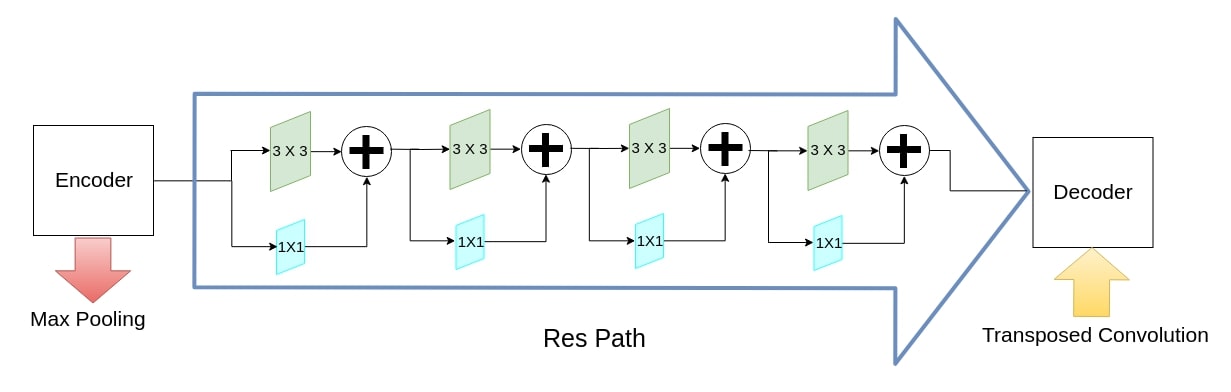 Encoder
3 X 3
3 X 3
3 X 3
3 X 3
1X1
1X1
1X1
1X1
Decoder
Max Pooling
Res Path
Transposed Convolution